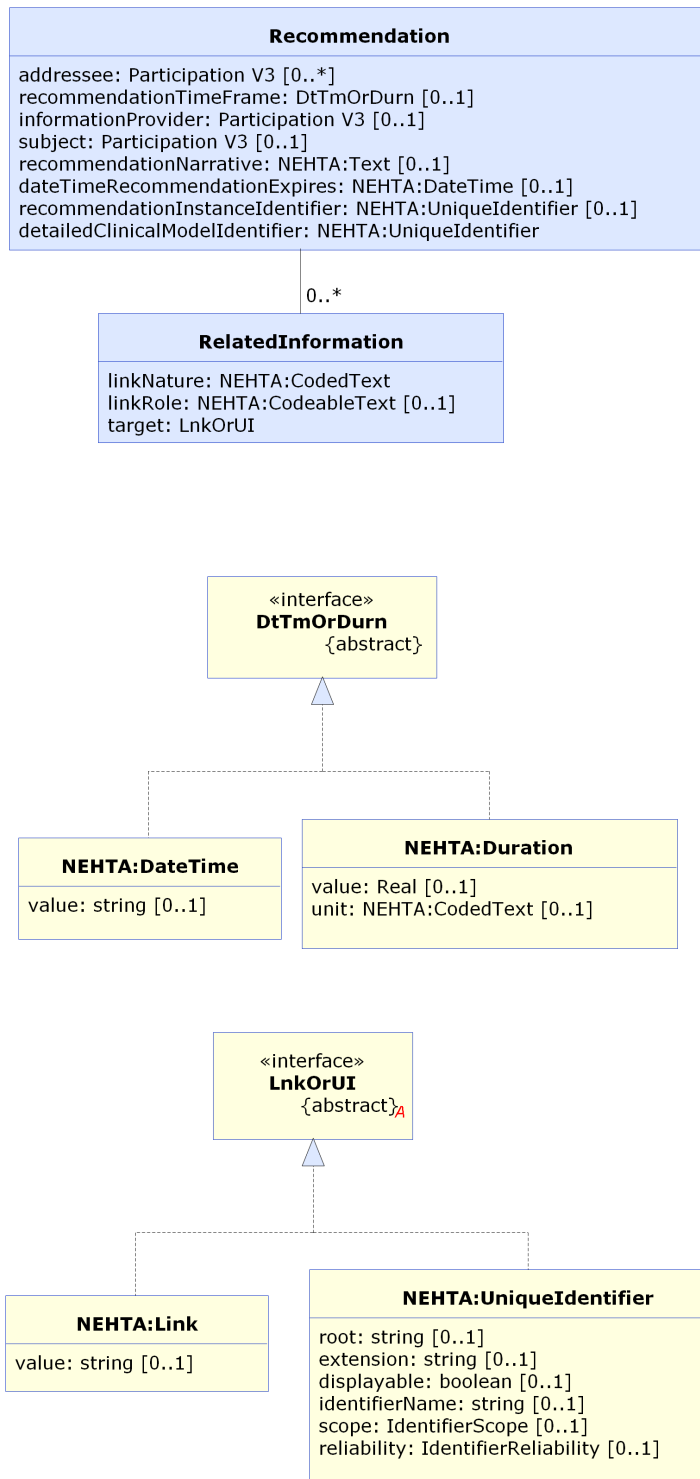 Recommendation
addressee: Participation V3 [0..*]
recommendationTimeFrame: DtTmOrDurn [0..1]
informationProvider: Participation V3 [0..1]
subject: Participation V3 [0..1]
recommendationNarrative: NEHTA:Text [0..1]
dateTimeRecommendationExpires: NEHTA:DateTime [0..1]
recommendationInstanceIdentifier: NEHTA:UniqueIdentifier [0..1]
detailedClinicalModelIdentifier: NEHTA:UniqueIdentifier
0..*
RelatedInformation
linkNature: NEHTA:CodedText
linkRole: NEHTA:CodeableText [0..1]
target: LnkOrUI
«interface»
DtTmOrDurn
{abstract}
NEHTA:DateTime
value: string [0..1]
NEHTA:Duration
value: Real [0..1]
unit: NEHTA:CodedText [0..1]
«interface»
LnkOrUI
{abstract}
A
NEHTA:Link
value: string [0..1]
NEHTA:UniqueIdentifier
root: string [0..1]
extension: string [0..1]
displayable: boolean [0..1]
identifierName: string [0..1]
scope: IdentifierScope [0..1]
reliability: IdentifierReliability [0..1]